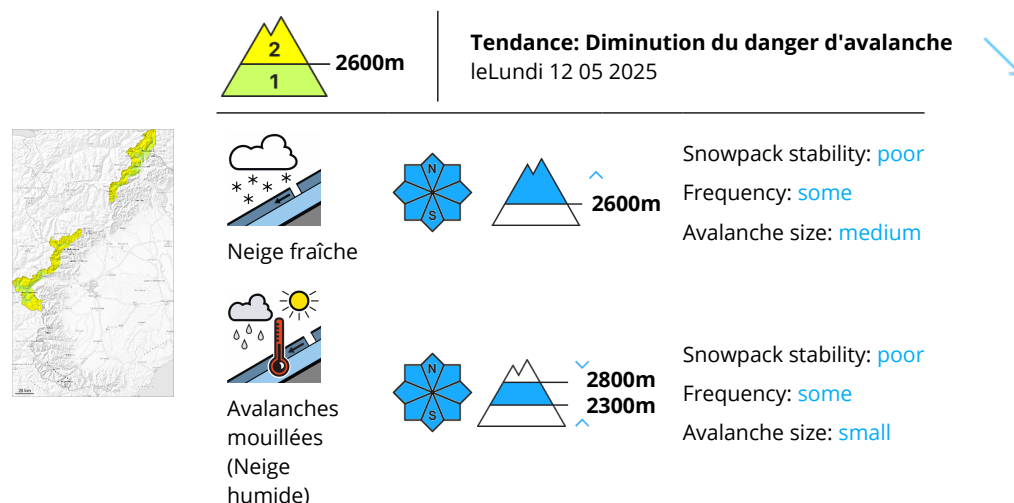 2
1
2600m
Tendance: Diminution du danger d'avalanche
leLundi 12 05 2025
Neige fraîche
N
S
2600m
Snowpack stability: poor
Frequency: some
Avalanche size: medium
Avalanches
mouillées
(Neige
humide)
N
S
2800m
2300m
Snowpack stability: poor
Frequency: some
Avalanche size: small